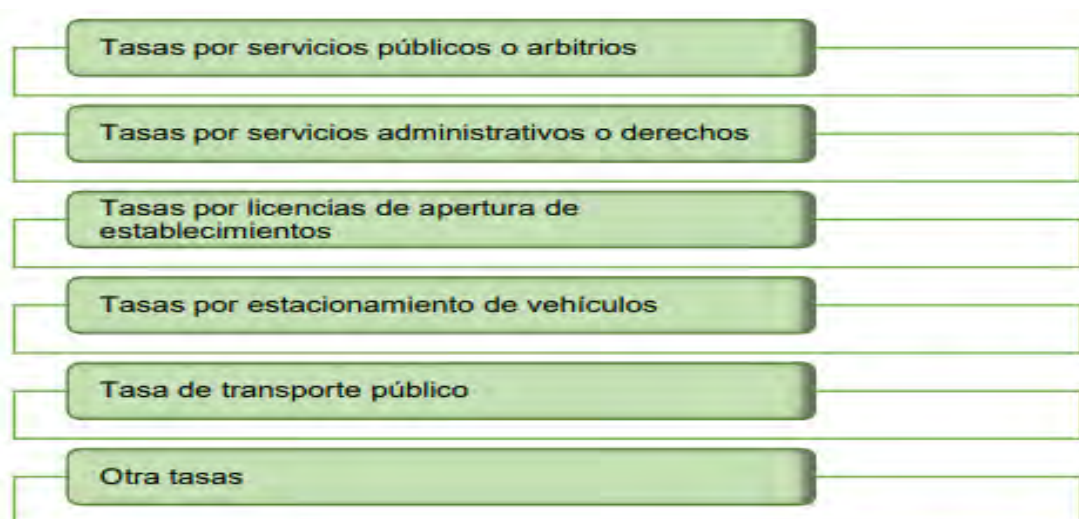 Tasas por servicios públicos o arbitrios
Tasas por servicios administrativos o derechos
Tasas por licencias de apertura de
establecimientos
Tasas por estacionamiento de vehículos
Tasa de transporte público
Otra tasas